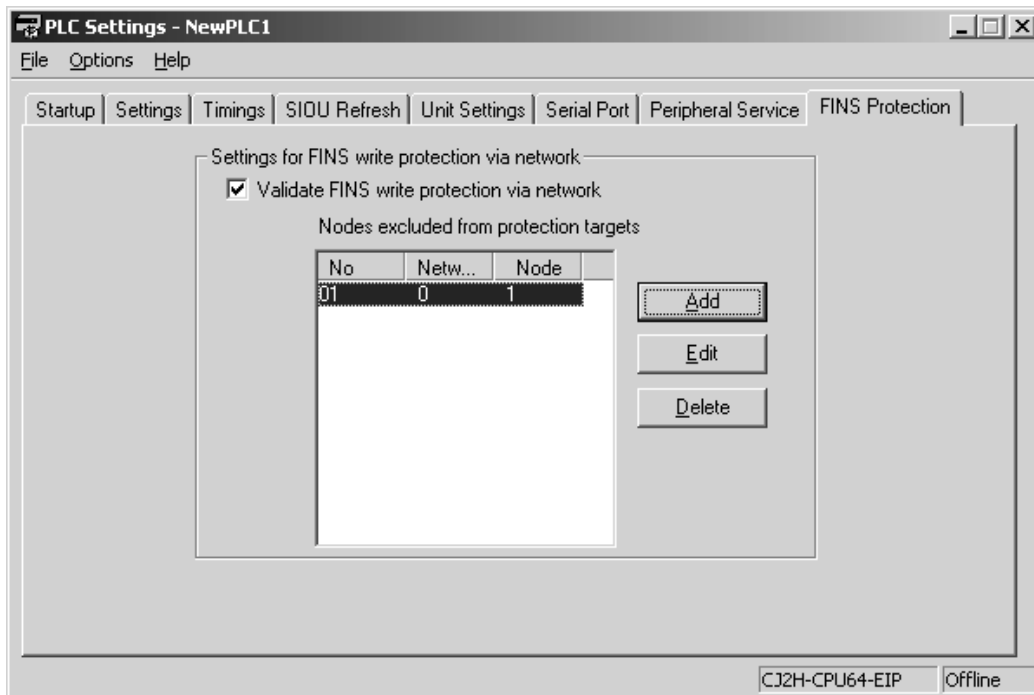 PLC Settings - NewPLC1
File Options Help
Startup Settings Timings SIOU Refresh Unit Settings Serial Port Peripheral Service FINS Protection
Settings for FINS write protection via network
Validate FINS write protection via network
Nodes excluded from protection targets
No Netw... Node
01 0 1
Add
Edit
Delete
CJ2H-CPU64-EIP Offline